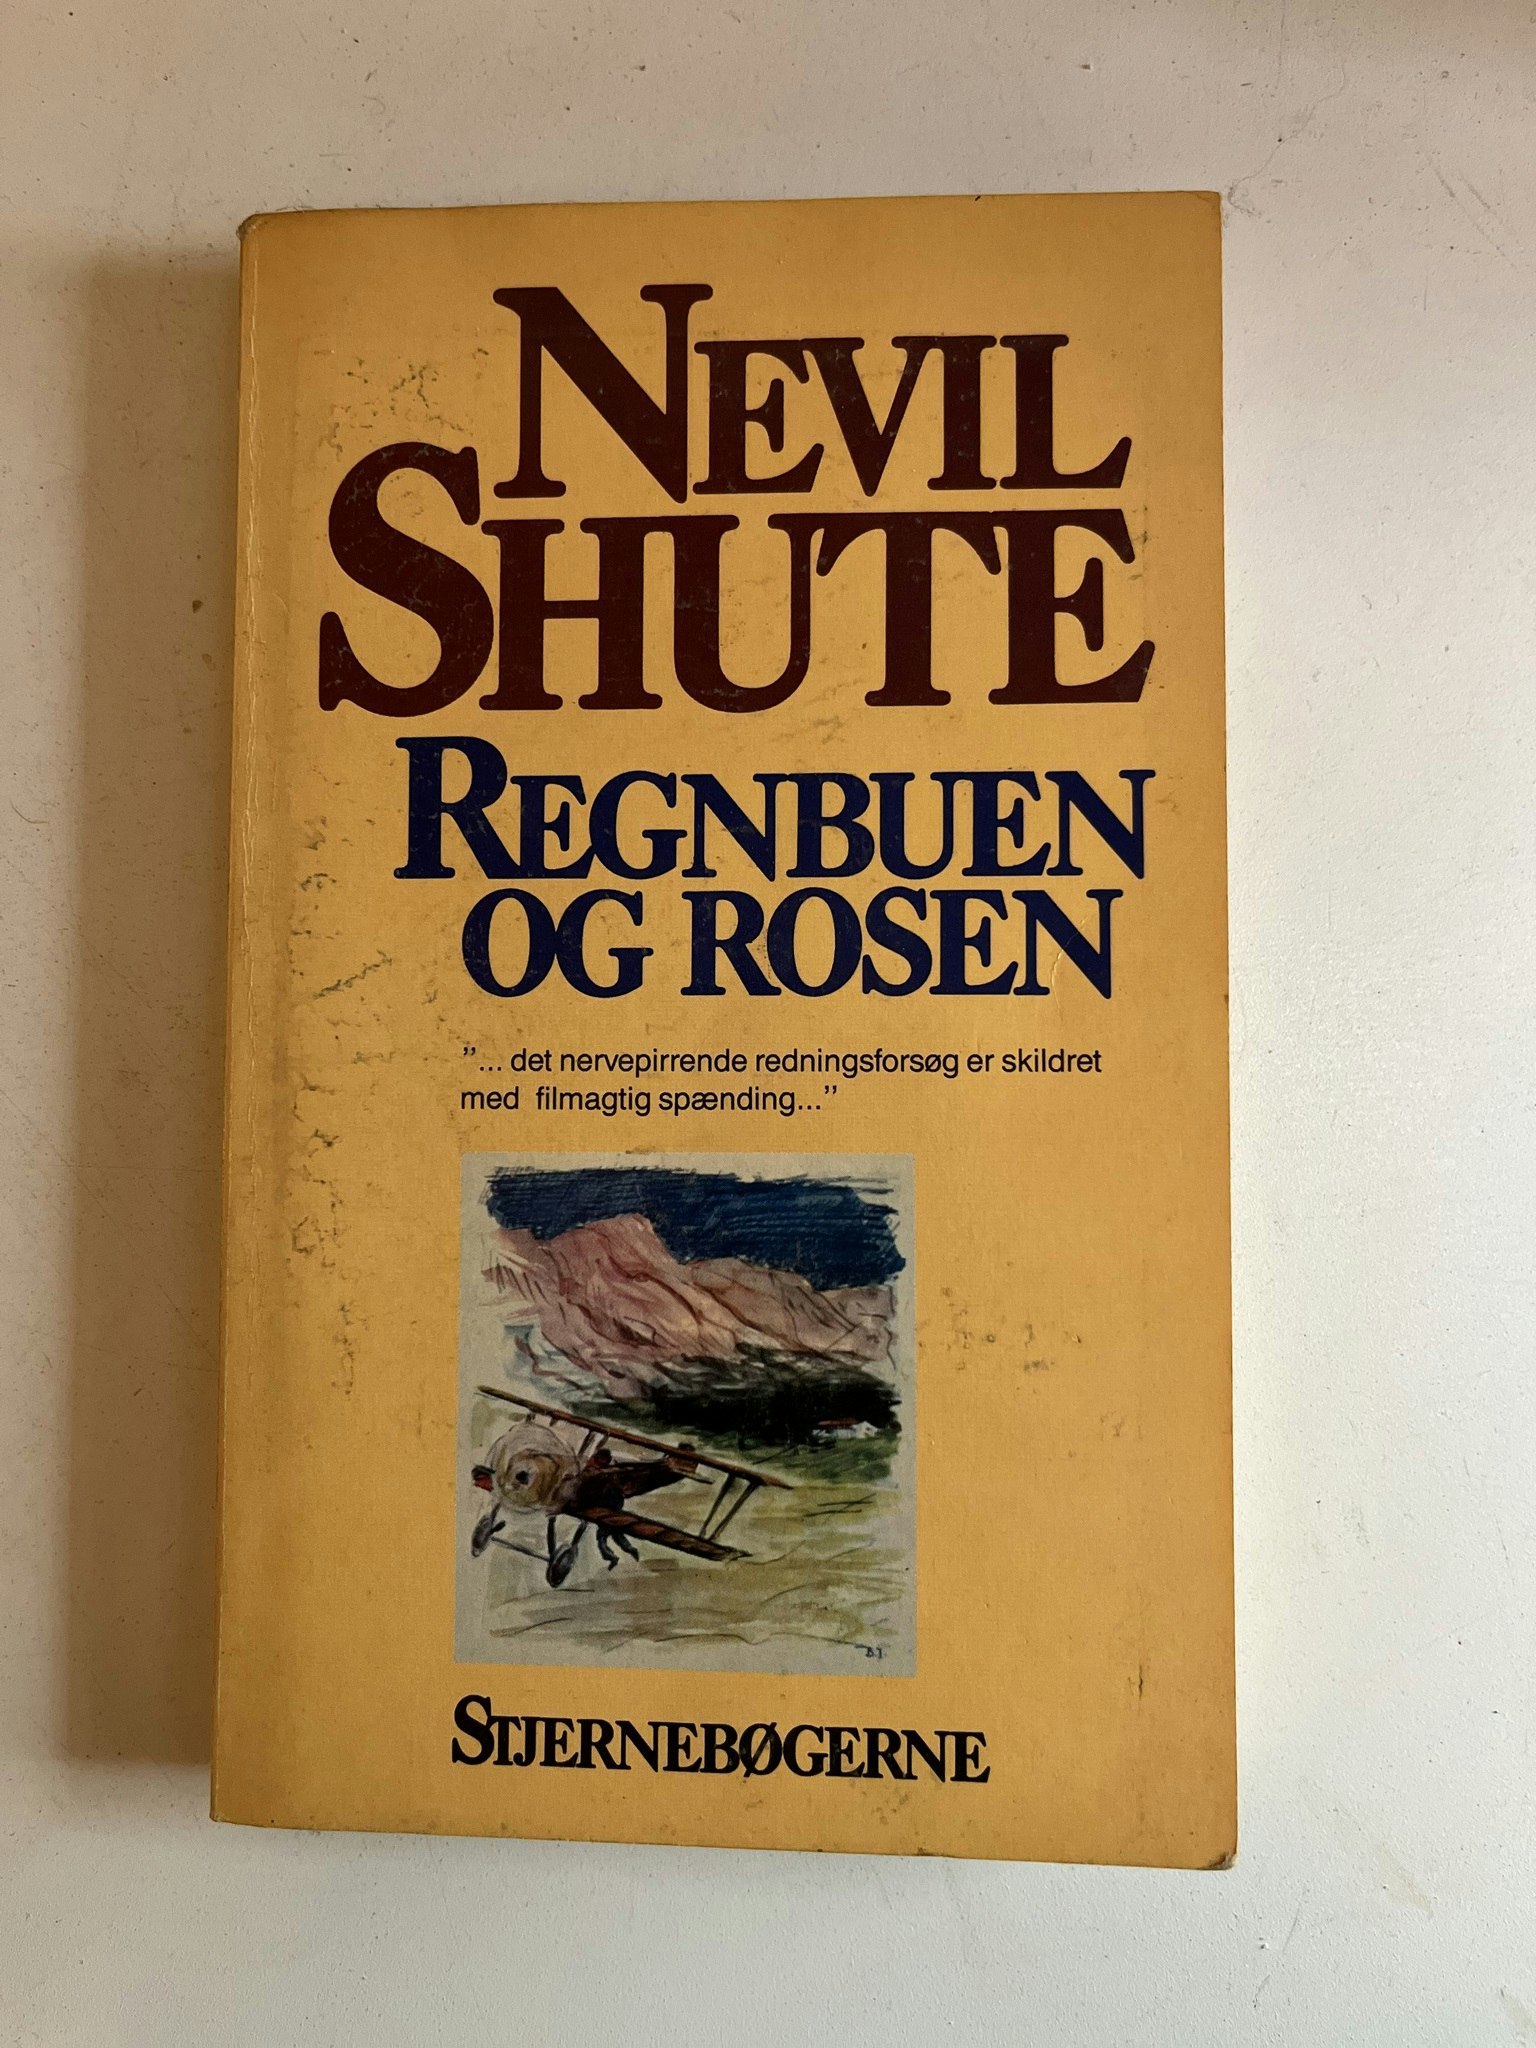 NEVIL
SHUTE
REGNBUEN
OG ROSEN
”... det nervepirrende redningsforsøg er skildret
med filmagtig spænding...”
B.J.
STJERNEBØGERNE